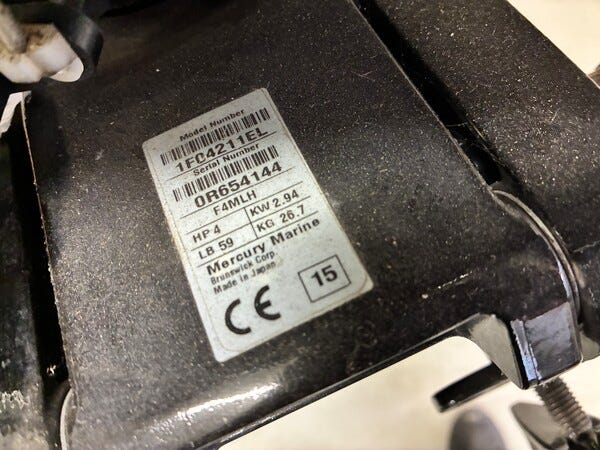 Model Number
1FC4211EL
Serial Number
0R654144
F4MLH
HP 4 KW 2.94
LB 59 KG 26.7
Mercury Marine
Brunswick Corp.
Made in Japan
CE 15